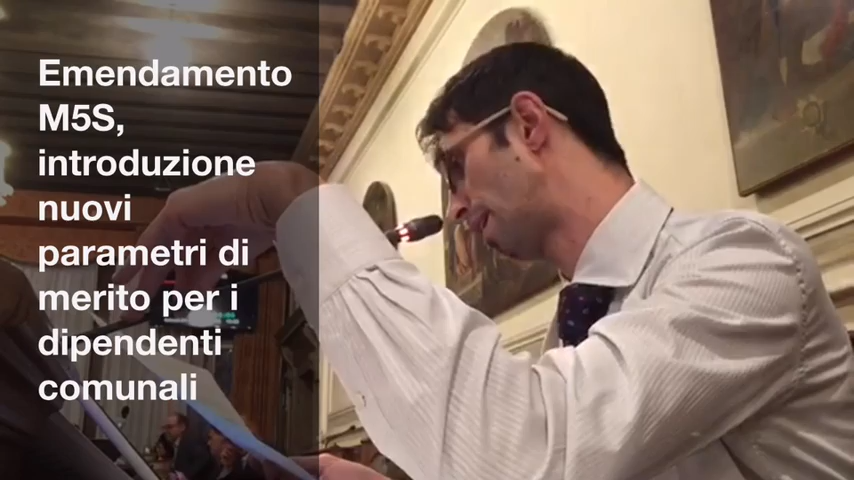 Emendamento
M5S,
introduzione
nuovi
parametri di
merito per i
dipendenti
comunali